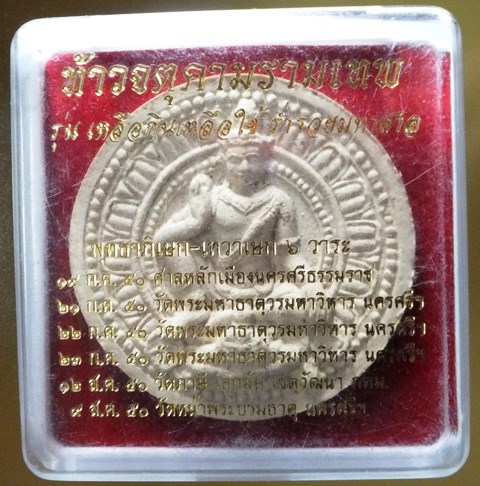 ท้าวจตุคามรามเทพ
รุ่น เหลือกินเหลือใช้ ร่ำรวยมหาศาล
พุทธาภิเษก-เทวาเษก ๖ วาระ
๑๙ ก.ค. ๕๐ ศาลหลักเมืองนครศรีธรรมราช
๒๑ ก.ค. ๕๐ วัดพระมหาธาตุวรมหาวิหาร นครศรีฯ
๒๒ ก.ค. ๕๐ วัดพระมหาธาตุวรมหาวิหาร นครศรีฯ
๒๓ ก.ค. ๕๐ วัดพระมหาธาตุวรมหาวิหาร นครศรีฯ
๑๒ ส.ค. ๕๐ วัด กทม.
๙ ส.ค. ๕๐ นครศรีฯ